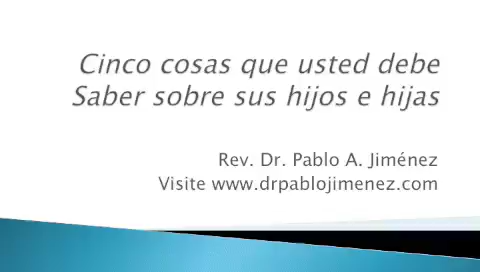 Cinco cosas que usted debe
Saber sobre sus hijos e hijas
Rev. Dr. Pablo A. Jiménez
Visite www.drpablojimenez.com